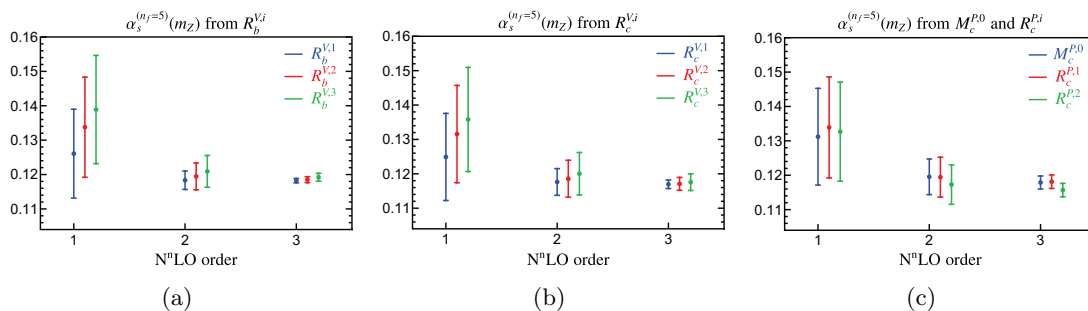 α_s^(n_f=5)(m_Z) from R_b^{V,i}
0.16
0.15
0.14
0.13
0.12
0.11
R_b^{V,1}
R_b^{V,2}
R_b^{V,3}
1 2 3
NⁿLO order
(a)
α_s^(n_f=5)(m_Z) from R_c^{V,i}
0.16
0.15
0.14
0.13
0.12
0.11
R_c^{V,1}
R_c^{V,2}
R_c^{V,3}
1 2 3
NⁿLO order
(b)
α_s^(n_f=5)(m_Z) from M_c^{P,0} and R_c^{P,i}
0.16
0.15
0.14
0.13
0.12
0.11
M_c^{P,0}
R_c^{P,1}
R_c^{P,2}
1 2 3
NⁿLO order
(c)